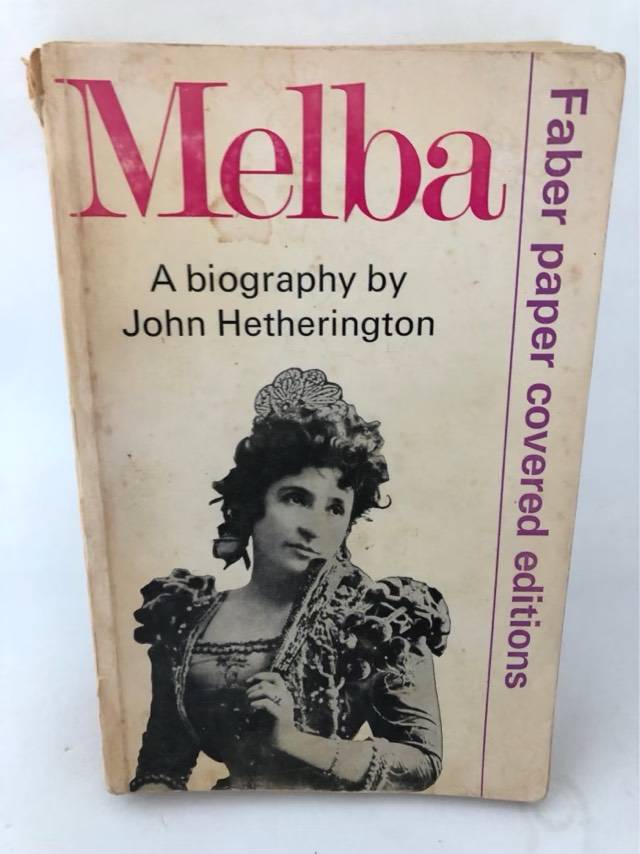 Melba
A biography by
John Hetherington
Faber paper covered editions